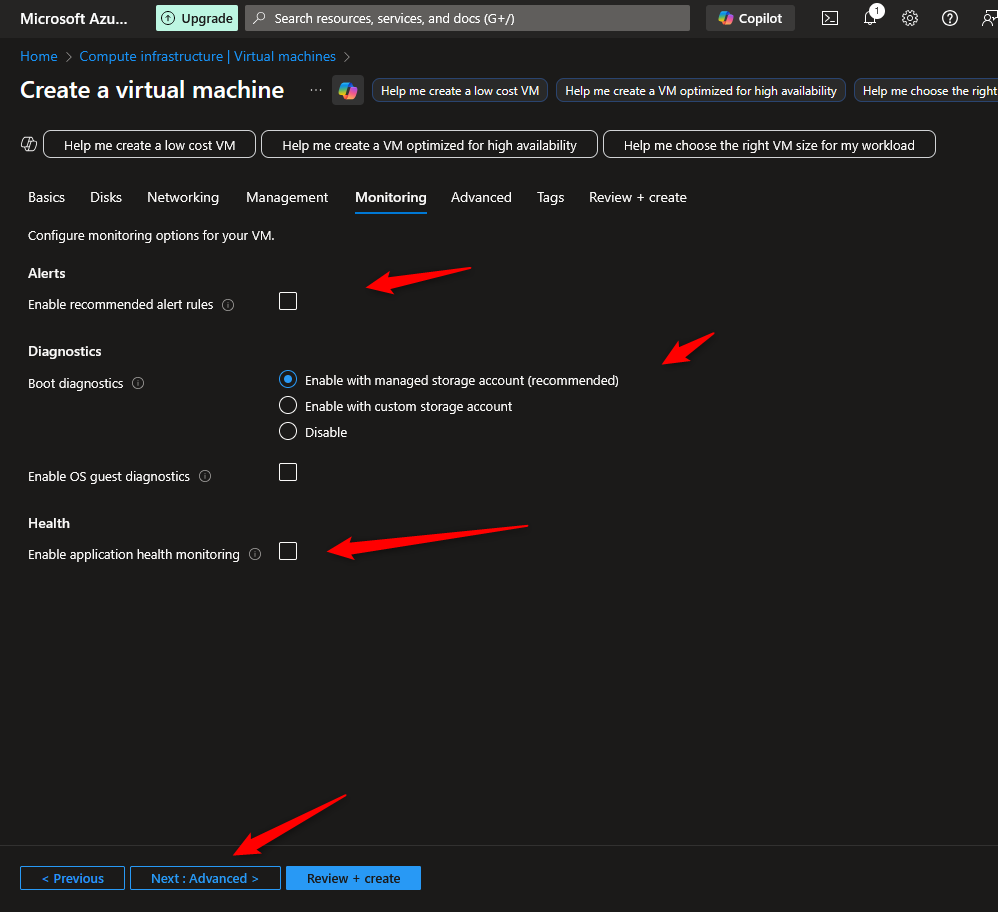 Microsoft Azu... Upgrade Search resources, services, and docs (G+/) Copilot 1
Home > Compute infrastructure | Virtual machines >
Create a virtual machine ... Help me create a low cost VM Help me create a VM optimized for high availability Help me choose the right
Help me create a low cost VM Help me create a VM optimized for high availability Help me choose the right VM size for my workload
Basics Disks Networking Management Monitoring Advanced Tags Review + create
Configure monitoring options for your VM.
Alerts
Enable recommended alert rules
Diagnostics
Boot diagnostics Enable with managed storage account (recommended)
Enable with custom storage account
Disable
Enable OS guest diagnostics
Health
Enable application health monitoring
< Previous Next : Advanced > Review + create